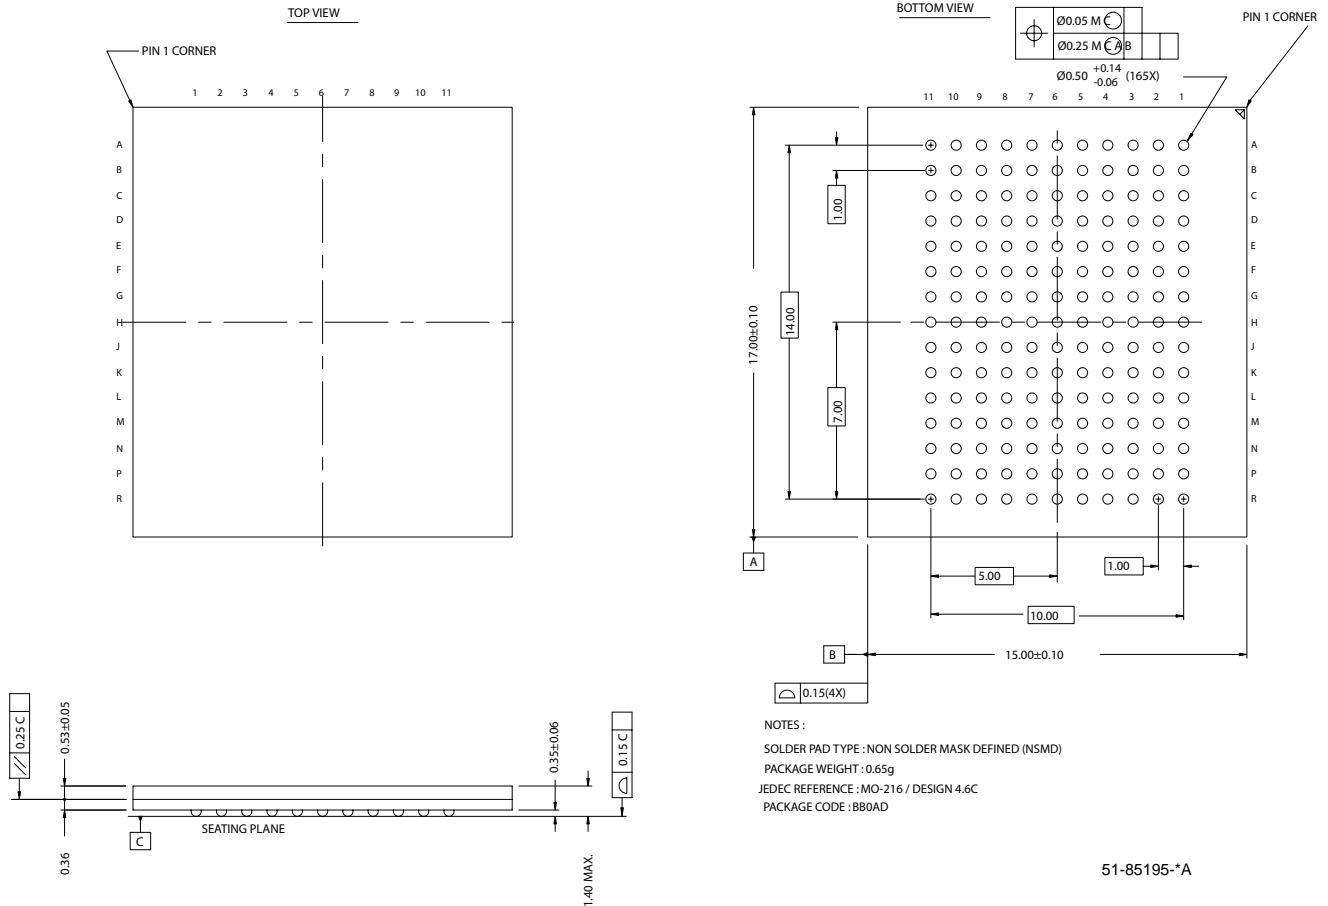 TOP VIEW
PIN 1 CORNER
1 2 3 4 5 6 7 8 9 10 11
A
B
C
D
E
F
G
H
J
K
L
M
N
P
R
BOTTOM VIEW
PIN 1 CORNER
Ø0.05 M C
Ø0.25 M C A B
Ø0.50 +0.14 -0.06 (165X)
11 10 9 8 7 6 5 4 3 2 1
A
B
C
D
E
F
G
H
J
K
L
M
N
P
R
1.00
14.00
7.00
17.00±0.10
A
5.00
1.00
10.00
B
15.00±0.10
0.15(4X)
0.25 C
0.53±0.05
0.36
C
SEATING PLANE
0.35±0.06
1.40 MAX.
0.15 C
NOTES :
SOLDER PAD TYPE : NON SOLDER MASK DEFINED (NSMD)
PACKAGE WEIGHT : 0.65g
JEDEC REFERENCE : MO-216 / DESIGN 4.6C
PACKAGE CODE : BB0AD
51-85195-*A